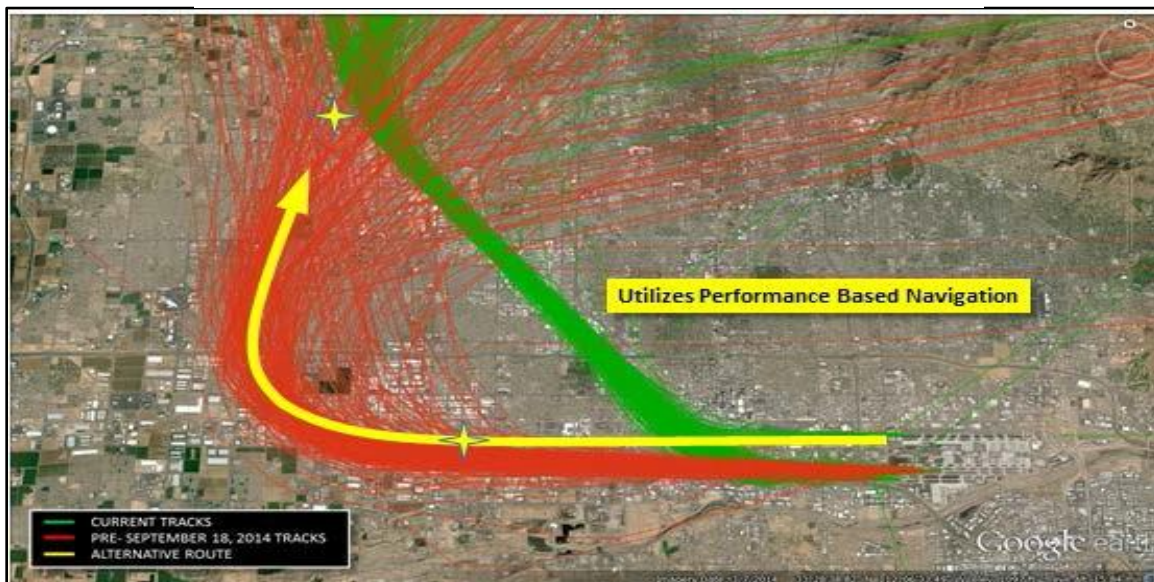 Utilizes Performance Based Navigation
CURRENT TRACKS
PRE- SEPTEMBER 18, 2014 TRACKS
ALTERNATIVE ROUTE
Google earth